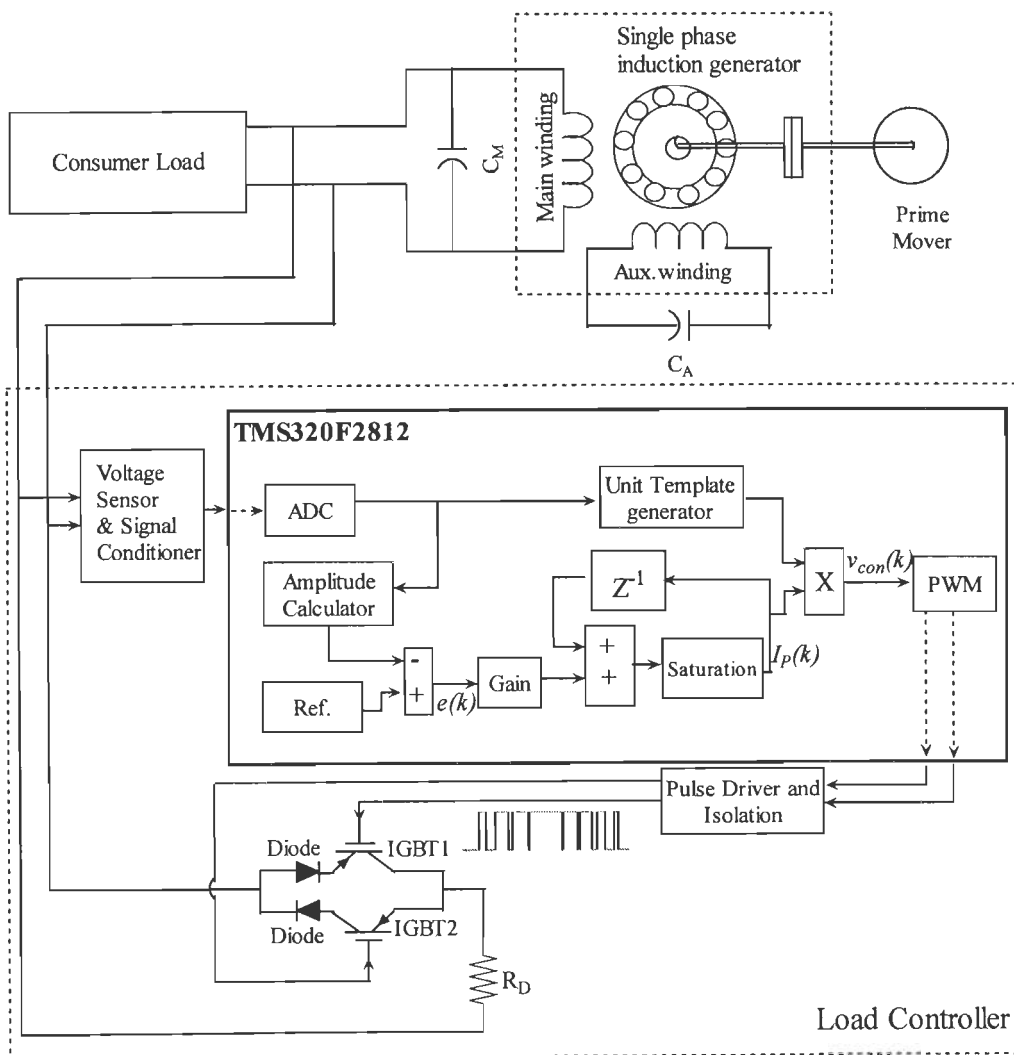 Single phase
induction generator
Consumer Load
C_M
Main winding
Prime
Mover
Aux.winding
C_A
TMS320F2812
Voltage
Sensor
& Signal
Conditioner
ADC
Unit Template
generator
Amplitude
Calculator
Z^-1
X
v_con(k)
PWM
-
+
e(k)
Ref.
Gain
+
+
Saturation
I_P(k)
Pulse Driver and
Isolation
Diode
IGBT1
Diode
IGBT2
R_D
Load Controller